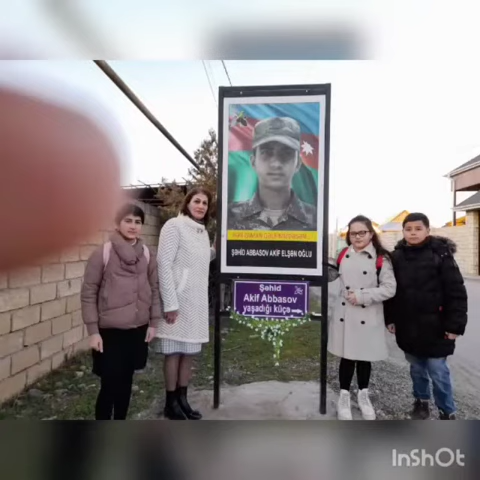 ŞƏHİD ABBASOV AKİF ELŞƏN OĞLU
Şəhid
Akif Abbasov
yaşadığı küçə
INSHOT